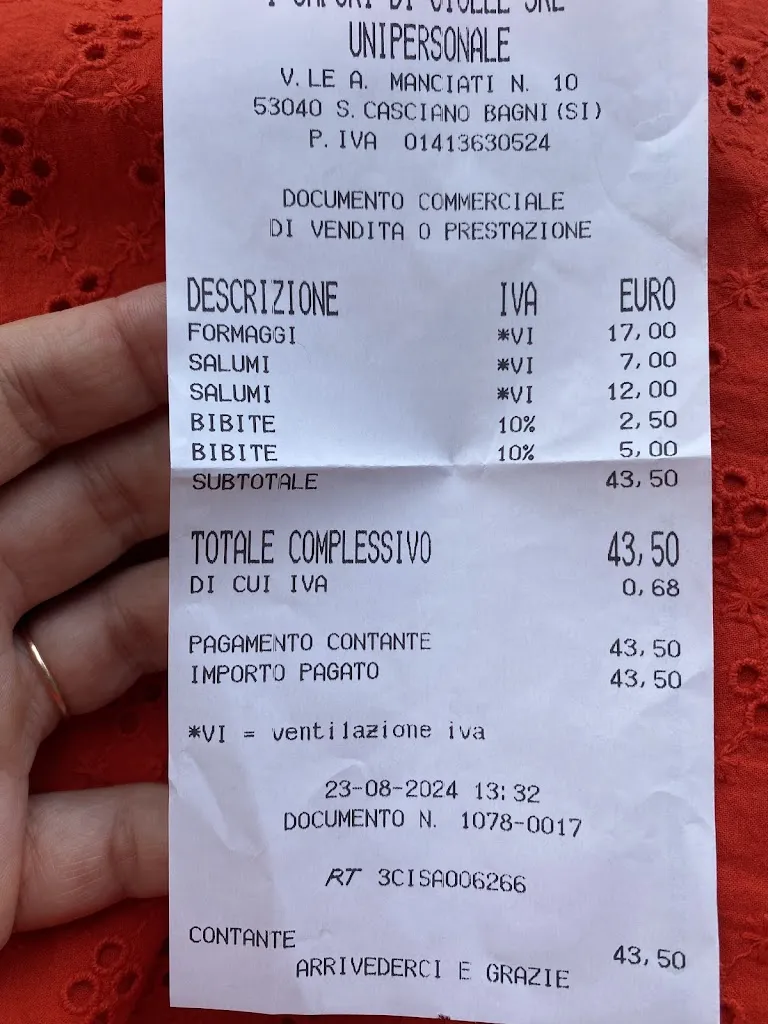 SAPORI DI GIOLLE SRL
UNIPERSONALE
V.LE A. MANCIATI N. 10
53040 S.CASCIANO BAGNI(SI)
P.IVA 01413630524
DOCUMENTO COMMERCIALE
DI VENDITA O PRESTAZIONE
DESCRIZIONE IVA EURO
FORMAGGI *VI 17,00
SALUMI *VI 7,00
SALUMI *VI 12,00
BIBITE 10% 2,50
BIBITE 10% 5,00
SUBTOTALE 43,50
TOTALE COMPLESSIVO 43,50
DI CUI IVA 0,68
PAGAMENTO CONTANTE 43,50
IMPORTO PAGATO 43,50
*VI = ventilazione iva
23-08-2024 13:32
DOCUMENTO N. 1078-0017
RT 3CISA006266
CONTANTE 43,50
ARRIVEDERCI E GRAZIE